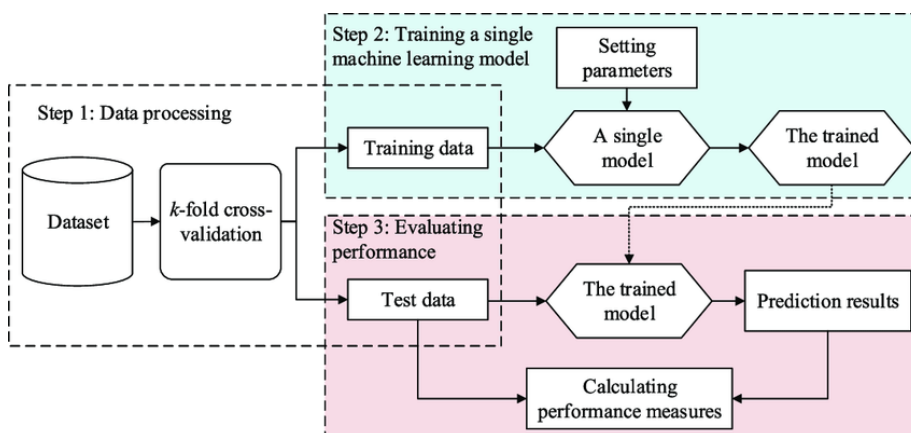 Step 1: Data processing
Dataset
k-fold cross-
validation
Step 2: Training a single
machine learning model
Setting
parameters
Training data
A single
model
The trained
model
Step 3: Evaluating
performance
Test data
The trained
model
Prediction results
Calculating
performance measures